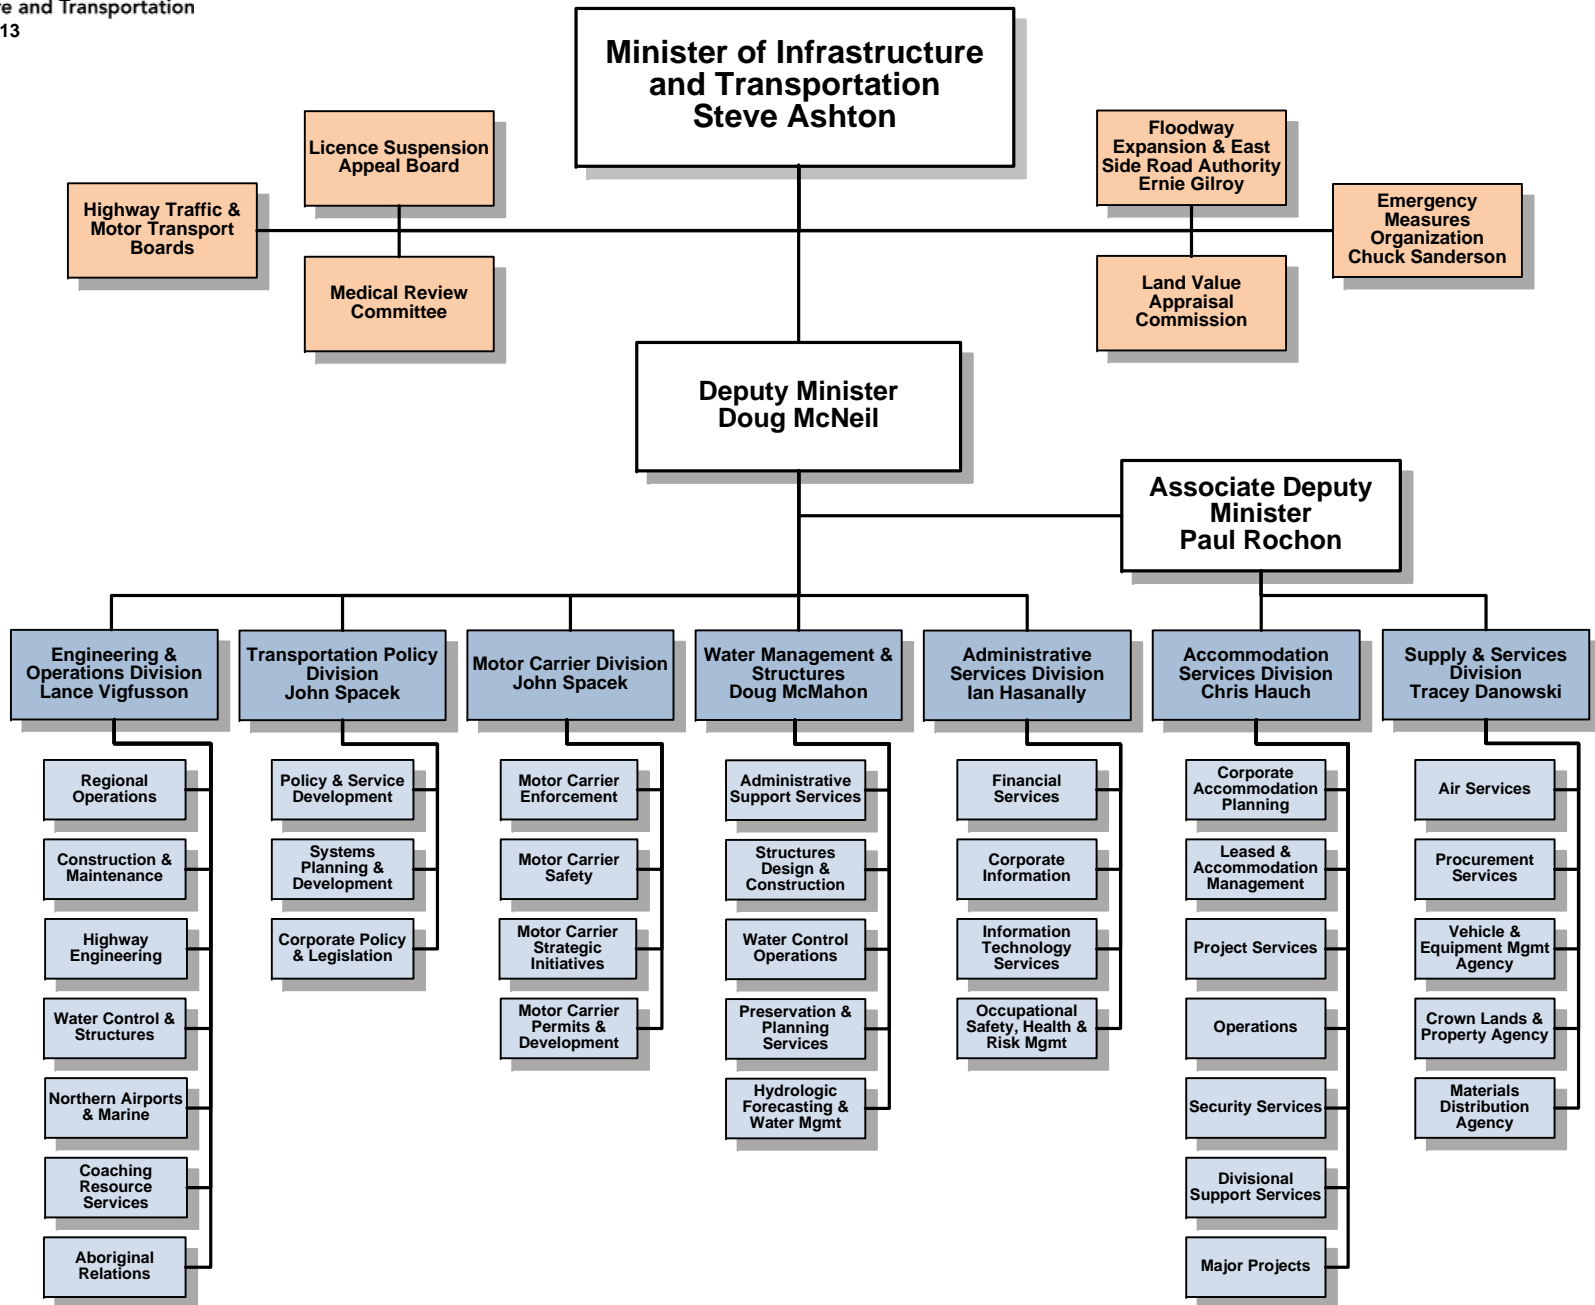 and Transportation
13
Minister of Infrastructure
and Transportation
Steve Ashton
Licence Suspension
Appeal Board
Floodway
Expansion & East
Side Road Authority
Ernie Gilroy
Highway Traffic &
Motor Transport
Boards
Emergency
Measures
Organization
Chuck Sanderson
Medical Review
Committee
Land Value
Appraisal
Commission
Deputy Minister
Doug McNeil
Associate Deputy
Minister
Paul Rochon
Engineering &
Operations Division
Lance Vigfusson
Transportation Policy
Division
John Spacek
Motor Carrier Division
John Spacek
Water Management &
Structures
Doug McMahon
Administrative
Services Division
Ian Hasanally
Accommodation
Services Division
Chris Hauch
Supply & Services
Division
Tracey Danowski
Regional
Operations
Construction &
Maintenance
Highway
Engineering
Water Control &
Structures
Northern Airports
& Marine
Coaching
Resource
Services
Aboriginal
Relations
Policy & Service
Development
Systems
Planning &
Development
Corporate Policy
& Legislation
Motor Carrier
Enforcement
Motor Carrier
Safety
Motor Carrier
Strategic
Initiatives
Motor Carrier
Permits &
Development
Administrative
Support Services
Structures
Design &
Construction
Water Control
Operations
Preservation &
Planning
Services
Hydrologic
Forecasting &
Water Mgmt
Financial
Services
Corporate
Information
Information
Technology
Services
Occupational
Safety, Health &
Risk Mgmt
Corporate
Accommodation
Planning
Leased &
Accommodation
Management
Project Services
Operations
Security Services
Divisional
Support Services
Major Projects
Air Services
Procurement
Services
Vehicle &
Equipment Mgmt
Agency
Crown Lands &
Property Agency
Materials
Distribution
Agency